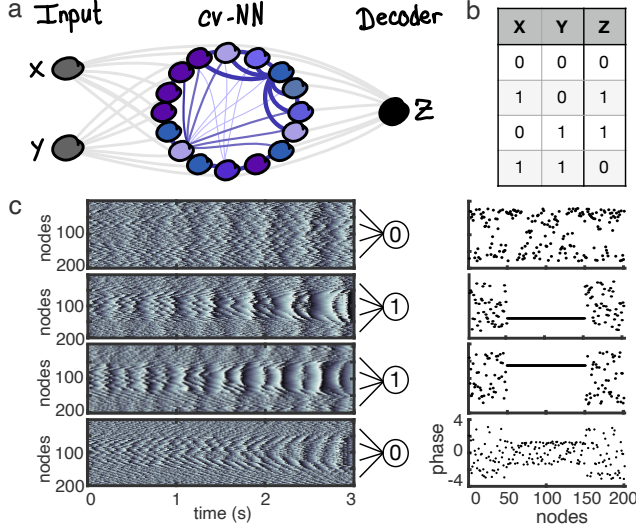 a
Input
cv-NN
Decoder
X
Y
Z
b
X Y Z
0 0 0
1 0 1
0 1 1
1 1 0
c
nodes
100
200
0
nodes
100
200
1
nodes
100
200
1
nodes
100
200
0
0 1 2 3
time (s)
phase
4
0
-4
0 50 100 150 200
nodes